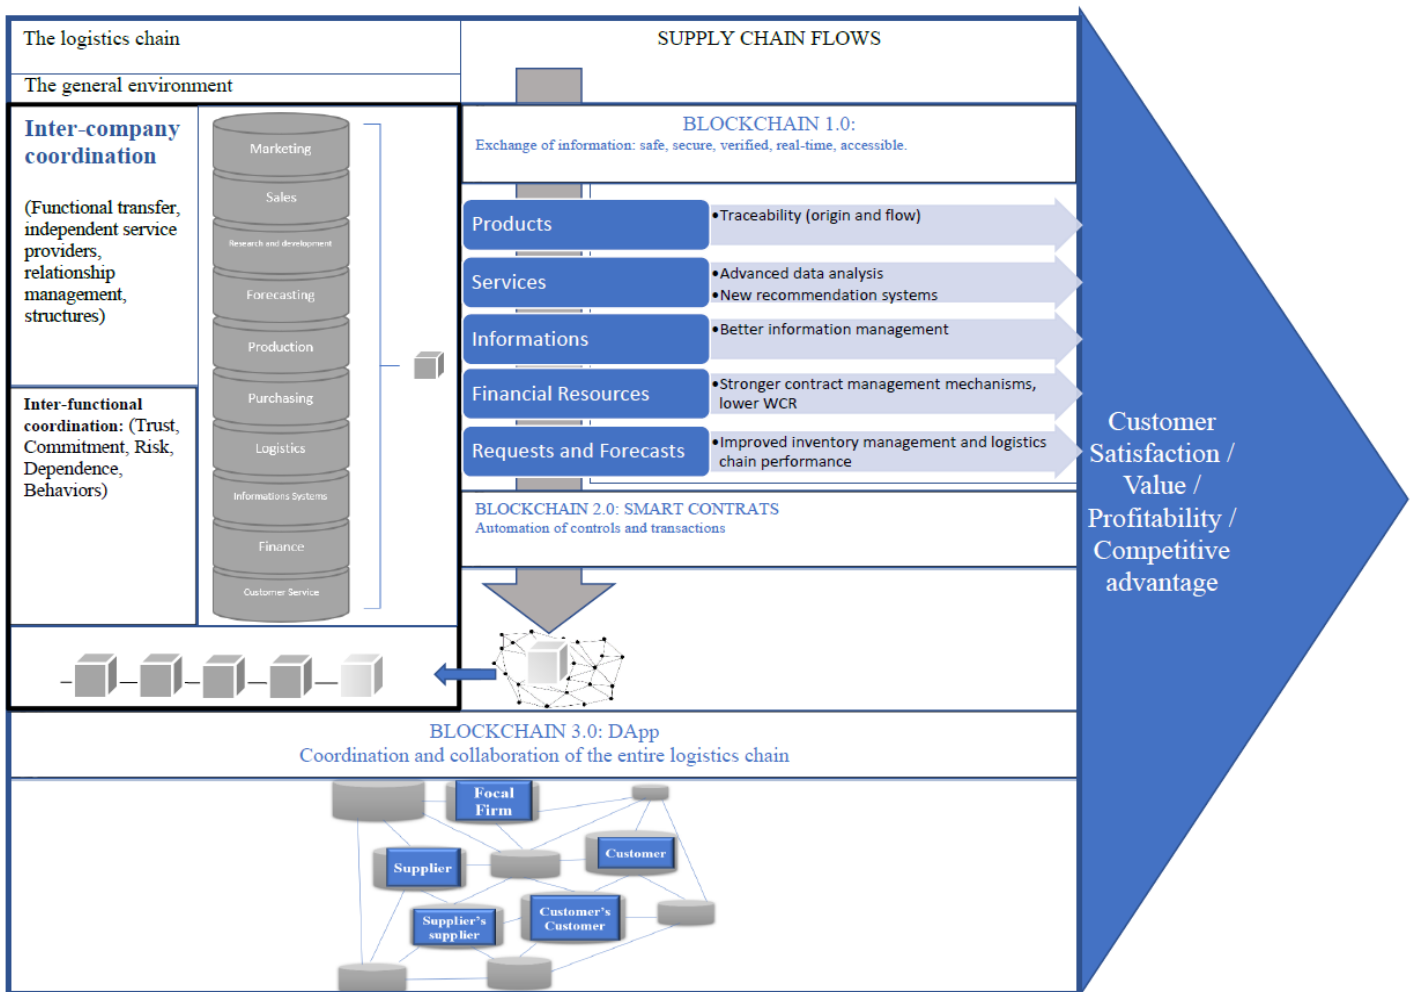 The logistics chain
SUPPLY CHAIN FLOWS
The general environment
Inter-company
coordination
(Functional transfer,
independent service
providers,
relationship
management,
structures)
Inter-functional
coordination: (Trust,
Commitment, Risk,
Dependence,
Behaviors)
Marketing
Sales
Research and development
Forecasting
Production
Purchasing
Logistics
Informations Systems
Finance
Customer Service
BLOCKCHAIN 1.0:
Exchange of information: safe, secure, verified, real-time, accessible.
Products
•Traceability (origin and flow)
Services
•Advanced data analysis
•New recommendation systems
Informations
•Better information management
Financial Resources
•Stronger contract management mechanisms,
lower WCR
Requests and Forecasts
•Improved inventory management and logistics
chain performance
BLOCKCHAIN 2.0: SMART CONTRATS
Automation of controls and transactions
Customer
Satisfaction /
Value /
Profitability /
Competitive
advantage
BLOCKCHAIN 3.0: DApp
Coordination and collaboration of the entire logistics chain
Focal
Firm
Supplier
Customer
Supplier's
supplier
Customer's
Customer